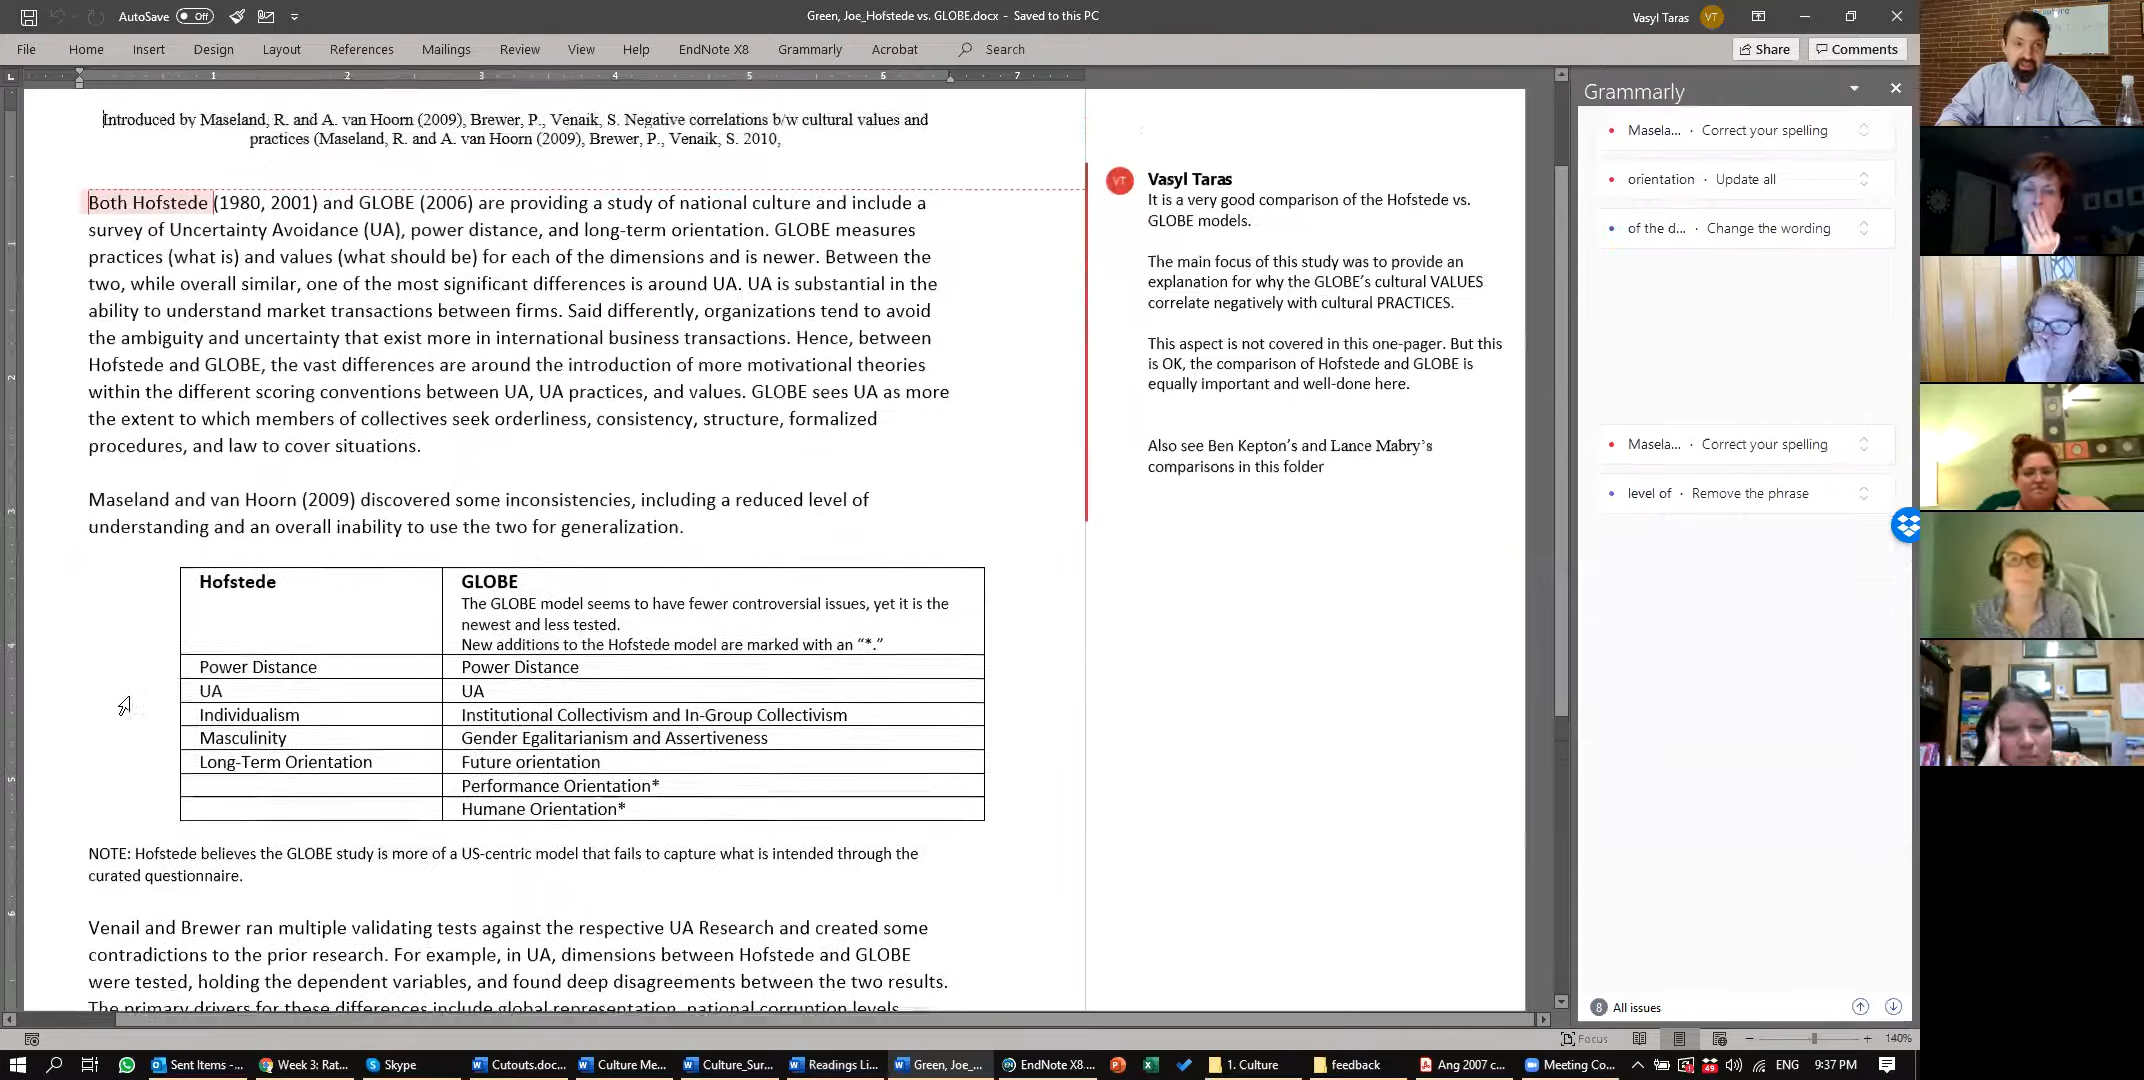 AutoSave Off
Green, Joe_Hofstede vs. GLOBE.docx - Saved to this PC
Vasyl Taras VT
File Home Insert Design Layout References Mailings Review View Help EndNote X8 Grammarly Acrobat Search
Share Comments
1 2 3 4 5 6 7
Introduced by Maseland, R. and A. van Hoorn (2009), Brewer, P., Venaik, S. Negative correlations b/w cultural values and
practices (Maseland, R. and A. van Hoorn (2009), Brewer, P., Venaik, S. 2010,
Both Hofstede (1980, 2001) and GLOBE (2006) are providing a study of national culture and include a
survey of Uncertainty Avoidance (UA), power distance, and long-term orientation. GLOBE measures
practices (what is) and values (what should be) for each of the dimensions and is newer. Between the
two, while overall similar, one of the most significant differences is around UA. UA is substantial in the
ability to understand market transactions between firms. Said differently, organizations tend to avoid
the ambiguity and uncertainty that exist more in international business transactions. Hence, between
Hofstede and GLOBE, the vast differences are around the introduction of more motivational theories
within the different scoring conventions between UA, UA practices, and values. GLOBE sees UA as more
the extent to which members of collectives seek orderliness, consistency, structure, formalized
procedures, and law to cover situations.
Maseland and van Hoorn (2009) discovered some inconsistencies, including a reduced level of
understanding and an overall inability to use the two for generalization.
Hofstede GLOBE
The GLOBE model seems to have fewer controversial issues, yet it is the
newest and less tested.
New additions to the Hofstede model are marked with an “*.”
Power Distance Power Distance
UA UA
Individualism Institutional Collectivism and In-Group Collectivism
Masculinity Gender Egalitarianism and Assertiveness
Long-Term Orientation Future orientation
Performance Orientation*
Humane Orientation*
NOTE: Hofstede believes the GLOBE study is more of a US-centric model that fails to capture what is intended through the
curated questionnaire.
Venail and Brewer ran multiple validating tests against the respective UA Research and created some
contradictions to the prior research. For example, in UA, dimensions between Hofstede and GLOBE
were tested, holding the dependent variables, and found deep disagreements between the two results.
The primary drivers for these differences include global representation, national corruption levels,
VT Vasyl Taras
It is a very good comparison of the Hofstede vs.
GLOBE models.
The main focus of this study was to provide an
explanation for why the GLOBE’s cultural VALUES
correlate negatively with cultural PRACTICES.
This aspect is not covered in this one-pager. But this
is OK, the comparison of Hofstede and GLOBE is
equally important and well-done here.
Also see Ben Kepton’s and Lance Mabry’s
comparisons in this folder
Grammarly
Masela... · Correct your spelling
orientation · Update all
of the d... · Change the wording
Masela... · Correct your spelling
level of · Remove the phrase
8 All issues
Focus 140%
Sent Items -... Week 3: Rat... Skype Cutouts.doc... Culture Me... Culture_Sur... Readings Li... Green, Joe_... EndNote X8... 1. Culture feedback Ang 2007 c... Meeting Co... 49 ENG 9:37 PM